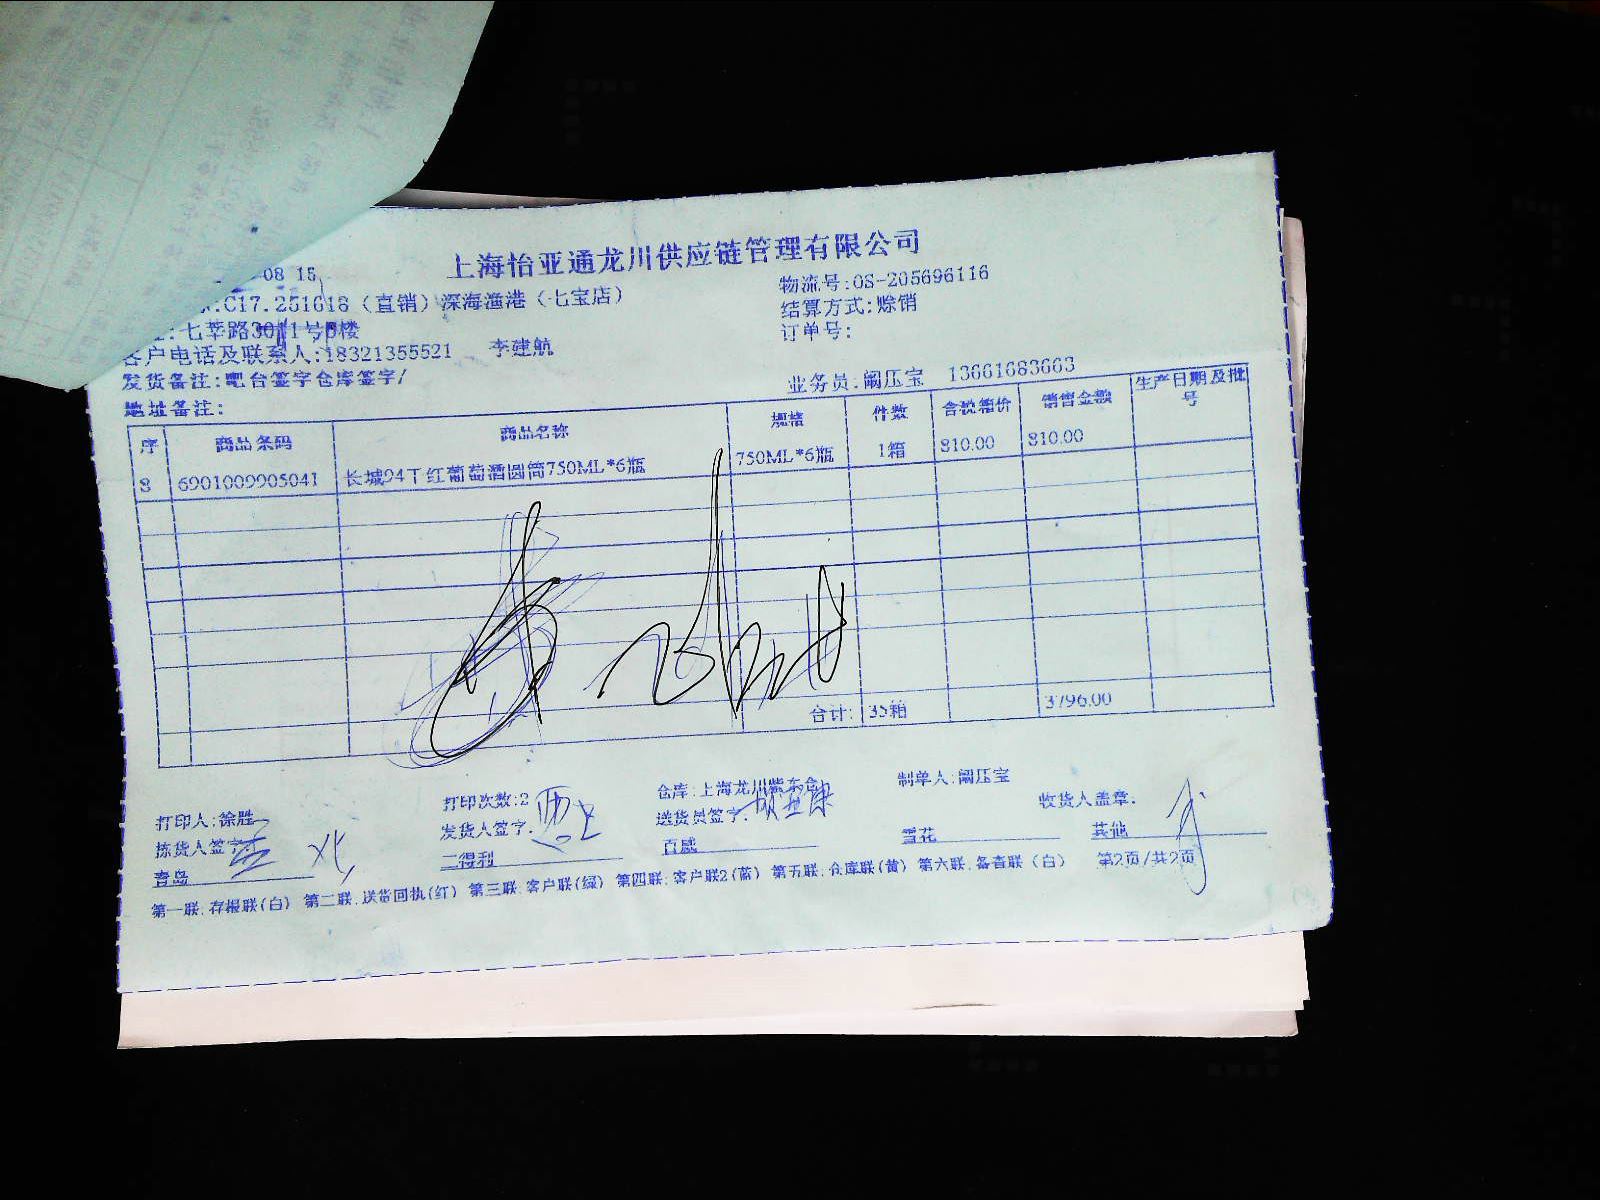 上海怡亚通龙川供应链管理有限公司
-08 15
物流号:OS-205696116
:C17.251618（直销）深海渔港（七宝店）
结算方式:赊销
:七莘路3011号B楼
订单号:
客户电话及联系人:18321355521 李建航
发货备注:吧台签字仓库签字/
业务员:阚压宝 13661683663
地址备注:
序 商品条码 商品名称 规格 件数 含税箱价 销售金额 生产日期及批号
8 6901009905041 长城94干红葡萄酒圆筒750ML*6瓶 750ML*6瓶 1箱 810.00 810.00
合计: 35箱 3796.00
打印人:徐胜 打印次数:2 仓库:上海龙川紫东仓 制单人:阚压宝
拣货人签字: 发货人签字: 送货员签字: 收货人盖章:
青岛 三得利 百威 雪花 其他
第一联:存根联(白) 第二联:送货回执(红) 第三联:客户联(绿) 第四联:客户联2(蓝) 第五联:仓库联(黄) 第六联:备查联(白) 第2页/共2页